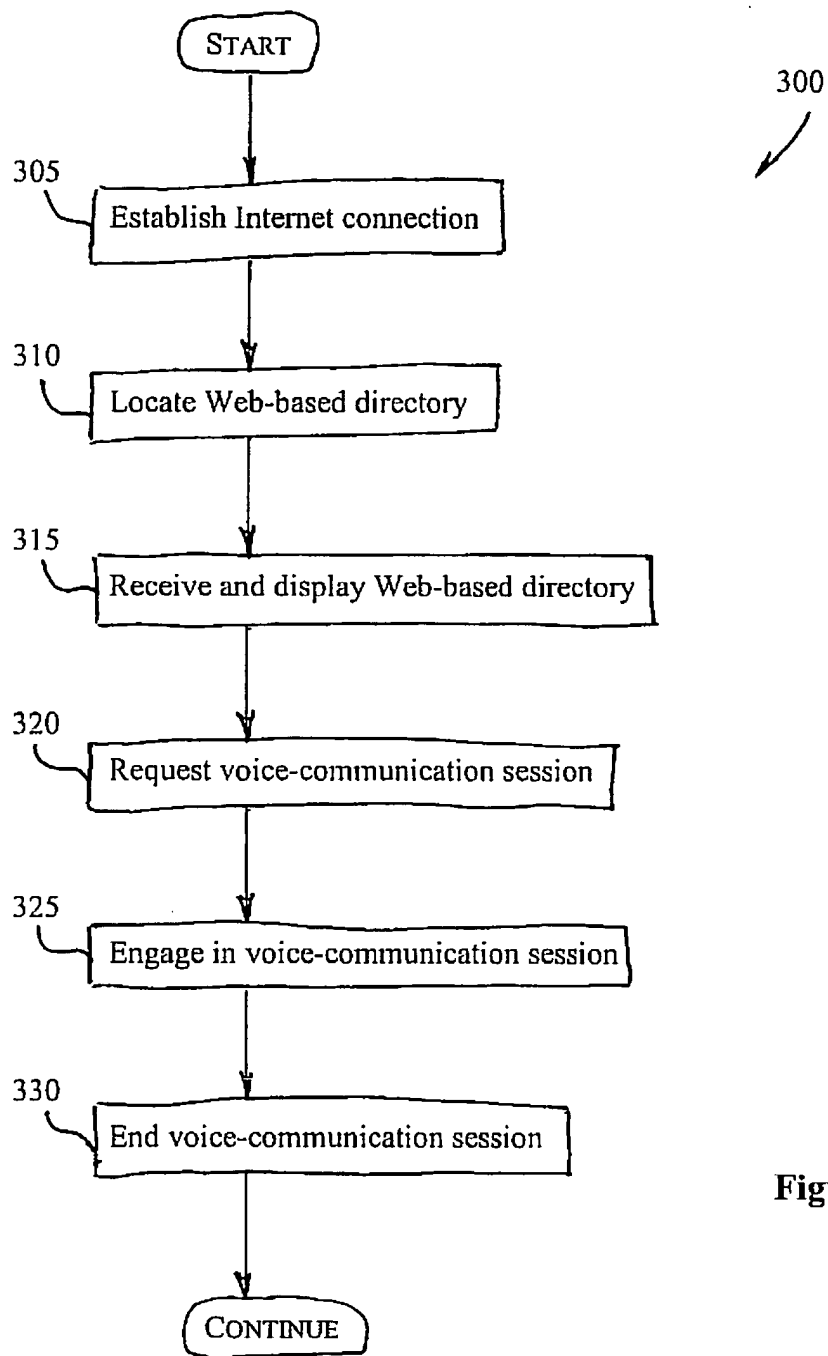 START
300
305
Establish Internet connection
310
Locate Web-based directory
315
Receive and display Web-based directory
320
Request voice-communication session
325
Engage in voice-communication session
330
End voice-communication session
Fig
CONTINUE